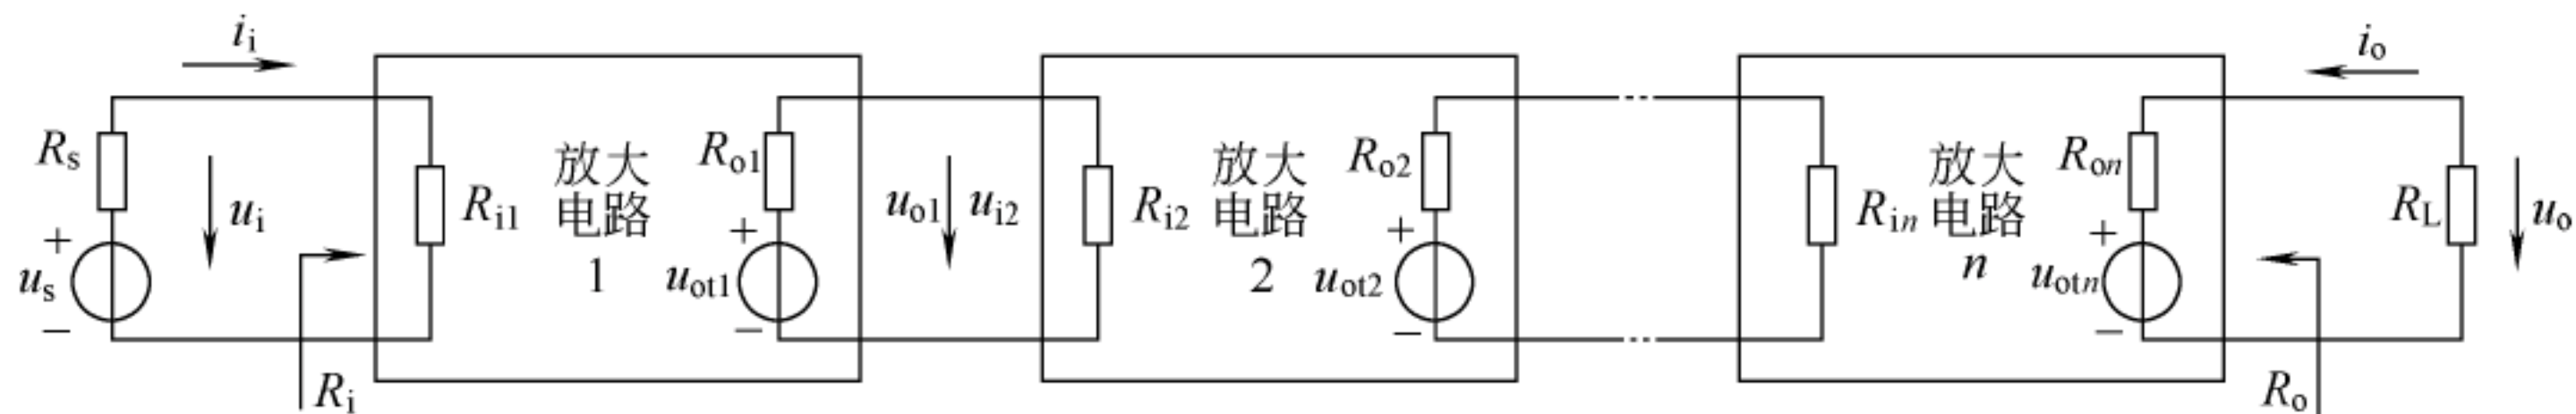 i_i
R_s
u_i
+
u_s
−
R_i
R_i1
放大
电路
1
R_o1
+
u_ot1
−
u_o1
u_i2
R_i2
放大
电路
2
R_o2
+
u_ot2
−
R_in
放大
电路
n
R_on
+
u_otn
−
i_o
R_L
u_o
R_o